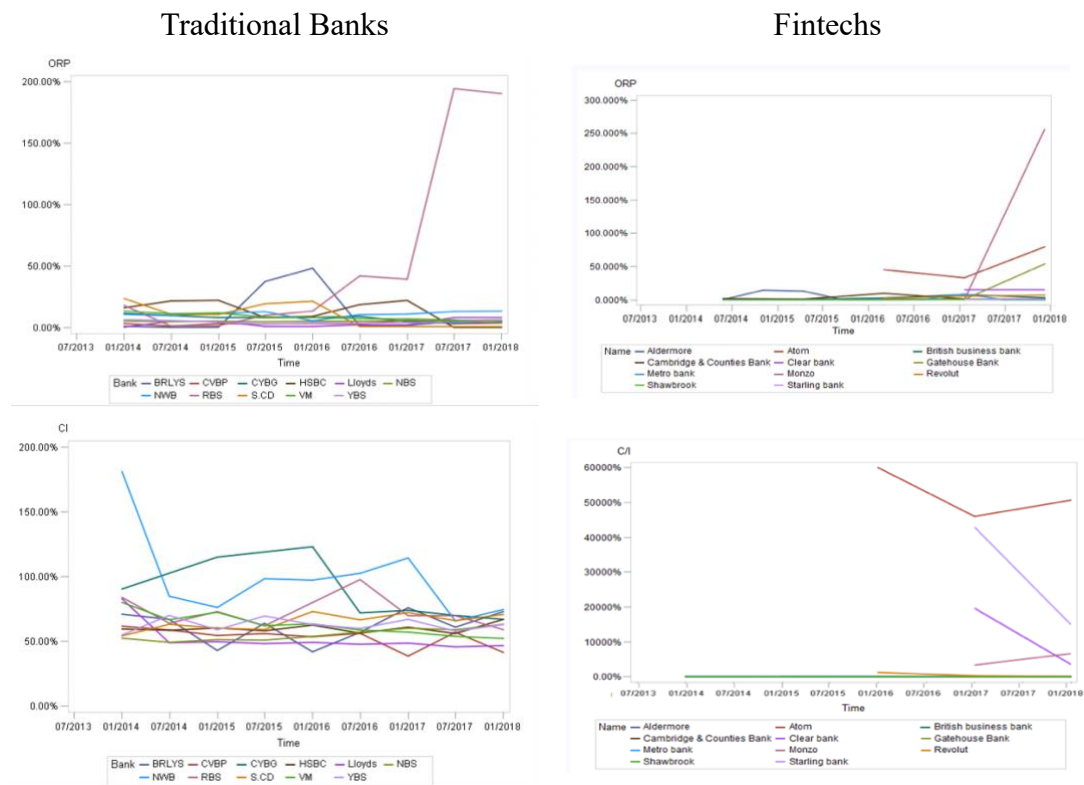 Traditional Banks
Fintechs
ORP
200.00%
150.00%
100.00%
50.00%
0.00%
07/2013 01/2014 07/2014 01/2015 07/2015 01/2016 07/2016 01/2017 07/2017 01/2018
Time
Bank BRLYS CVBP CYBG HSBC Lloyds NBS
NWB RBS S.CD VM YBS
ORP
300.000%
250.000%
200.000%
150.000%
100.000%
50.000%
0.000%
07/2013 01/2014 07/2014 01/2015 07/2015 01/2016 07/2016 01/2017 07/2017 01/2018
Time
Name Aldermore Atom British business bank
Cambridge & Counties Bank Clear bank Gatehouse Bank
Metro bank Monzo Revolut
Shawbrook Starling bank
CI
200.00%
150.00%
100.00%
50.00%
0.00%
07/2013 01/2014 07/2014 01/2015 07/2015 01/2016 07/2016 01/2017 07/2017 01/2018
Time
Bank BRLYS CVBP CYBG HSBC Lloyds NBS
NWB RBS S.CD VM YBS
C/I
60000%
50000%
40000%
30000%
20000%
10000%
0.00%
07/2013 01/2014 07/2014 01/2015 07/2015 01/2016 07/2016 01/2017 07/2017 01/2018
Time
Name Aldermore Atom British business bank
Cambridge & Counties Bank Clear bank Gatehouse Bank
Metro bank Monzo Revolut
Shawbrook Starling bank